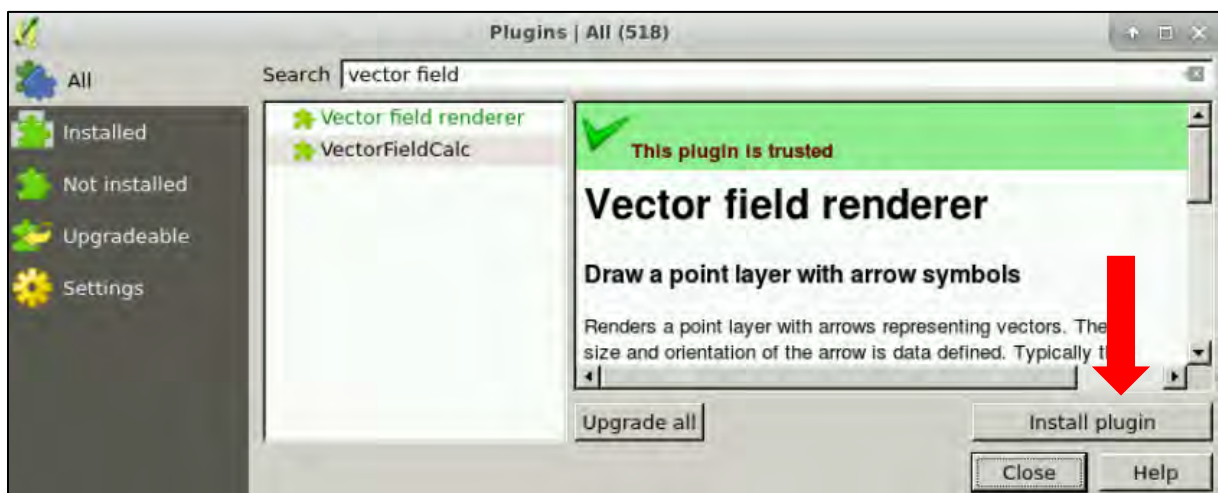 Plugins | All (518)
All
Search vector field
Installed
Not installed
Upgradeable
Settings
Vector field renderer
VectorFieldCalc
This plugin is trusted
Vector field renderer
Draw a point layer with arrow symbols
Renders a point layer with arrows representing vectors. The
size and orientation of the arrow is data defined. Typically
Upgrade all
Install plugin
Close
Help